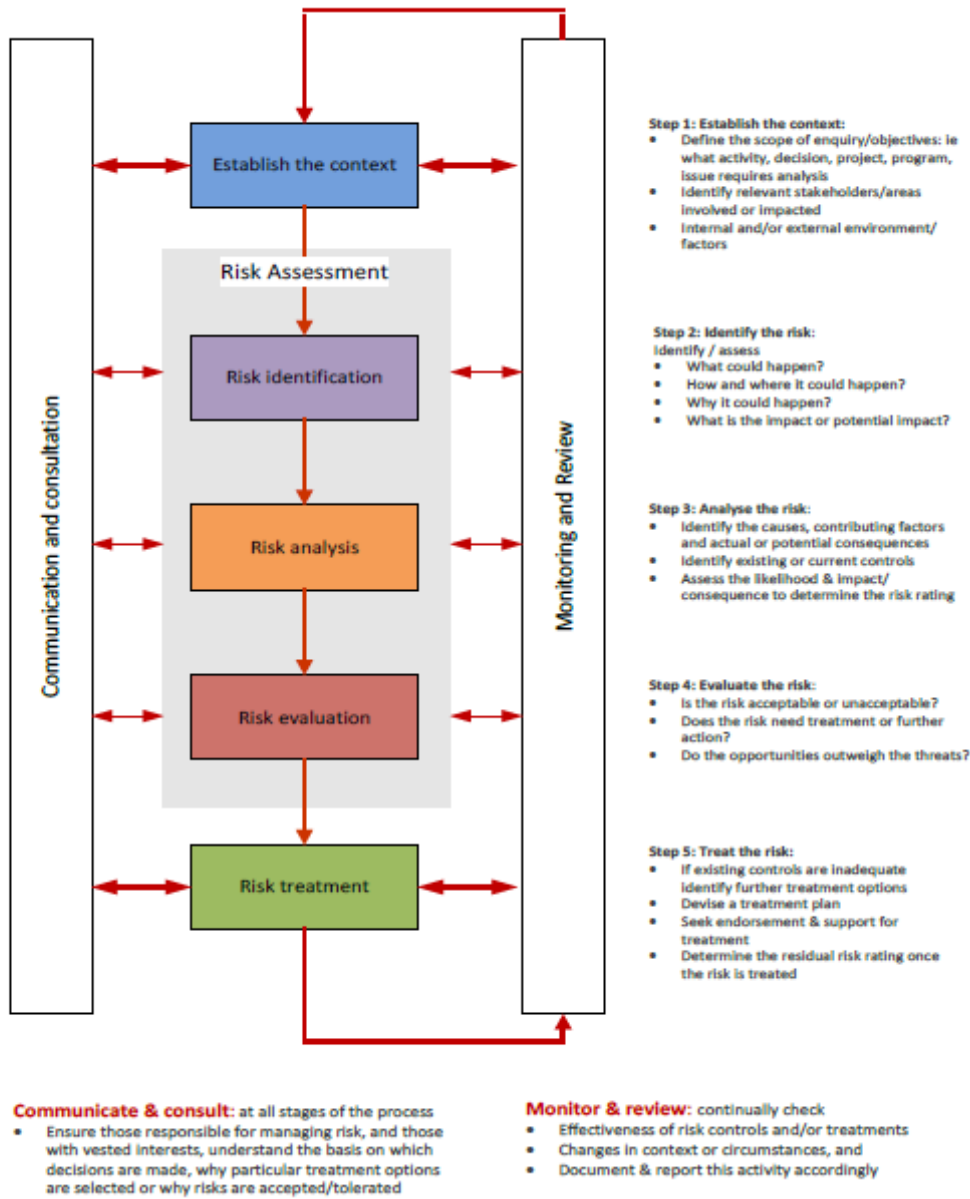 Communication and consultation
Establish the context
Risk Assessment
Risk identification
Risk analysis
Risk evaluation
Risk treatment
Monitoring and Review
Step 1: Establish the context:
• Define the scope of enquiry/objectives: ie
what activity, decision, project, program,
issue requires analysis
• Identify relevant stakeholders/areas
involved or impacted
• Internal and/or external environment/
factors
Step 2: Identify the risk:
Identify / assess
• What could happen?
• How and where it could happen?
• Why it could happen?
• What is the impact or potential impact?
Step 3: Analyse the risk:
• Identify the causes, contributing factors
and actual or potential consequences
• Identify existing or current controls
• Assess the likelihood & impact/
consequence to determine the risk rating
Step 4: Evaluate the risk:
• Is the risk acceptable or unacceptable?
• Does the risk need treatment or further
action?
• Do the opportunities outweigh the threats?
Step 5: Treat the risk:
• If existing controls are inadequate
identify further treatment options
• Devise a treatment plan
• Seek endorsement & support for
treatment
• Determine the residual risk rating once
the risk is treated
Communicate & consult: at all stages of the process
• Ensure those responsible for managing risk, and those
with vested interests, understand the basis on which
decisions are made, why particular treatment options
are selected or why risks are accepted/tolerated
Monitor & review: continually check
• Effectiveness of risk controls and/or treatments
• Changes in context or circumstances, and
• Document & report this activity accordingly